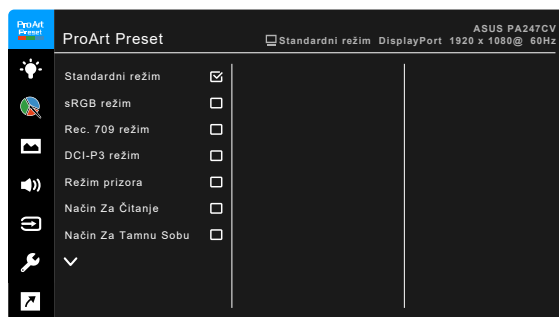 ProArt
Preset
ASUS PA247CV
ProArt Preset
Standardni režim DisplayPort 1920 x 1080@ 60Hz
Standardni režim
sRGB režim
Rec. 709 režim
DCI-P3 režim
Režim prizora
Način Za Čitanje
Način Za Tamnu Sobu